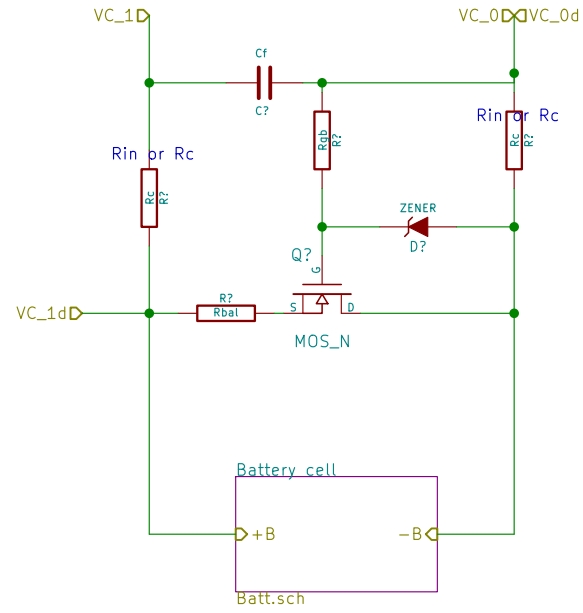 VC_1
VC_0
VC_0d
Cf
C?
Rin or Rc
Rin or Rc
Rgb
R?
Rc
R?
Rc
R?
ZENER
D?
Q?
G
R?
Rbal
S
D
VC_1d
MOS_N
Battery cell
+B
−B
Batt.sch